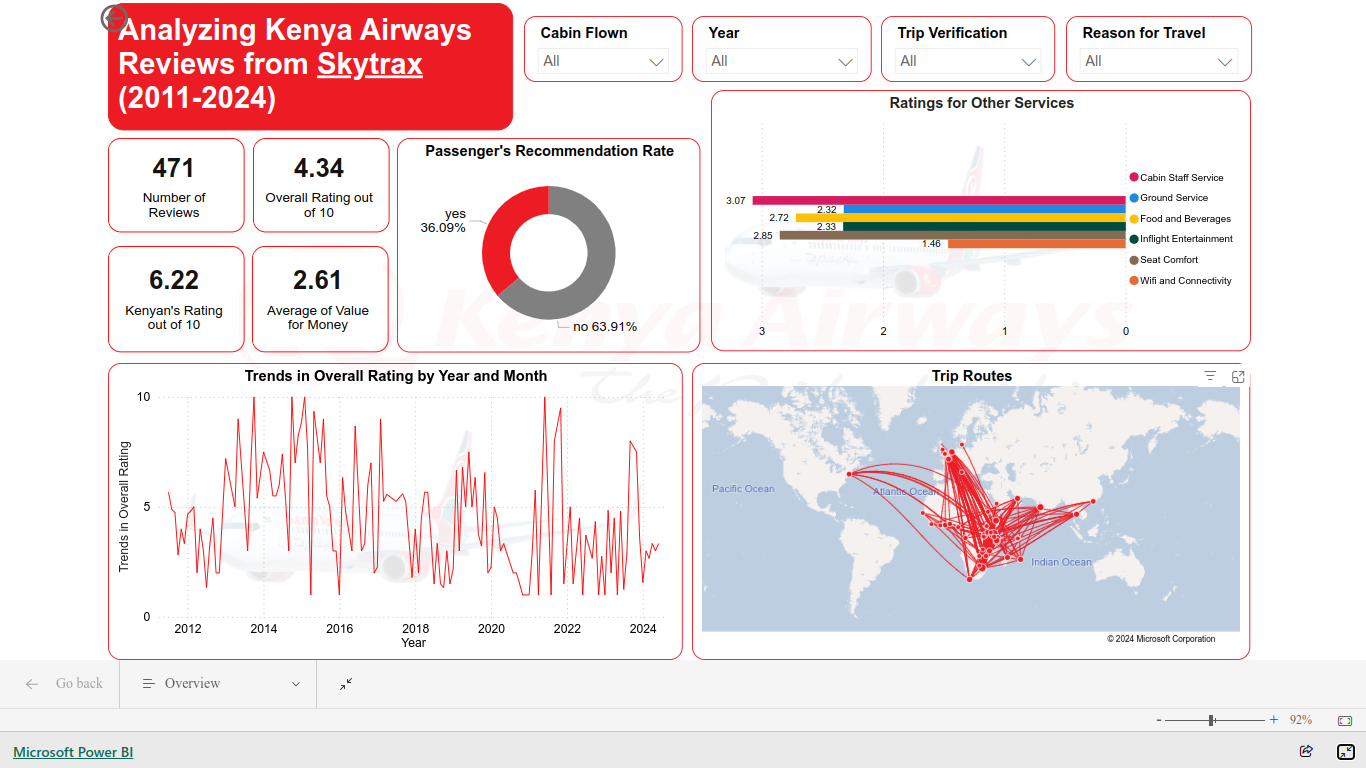 Analyzing Kenya Airways
Reviews from Skytrax
(2011-2024)
Cabin Flown
All
Year
All
Trip Verification
All
Reason for Travel
All
471
Number of
Reviews
4.34
Overall Rating out
of 10
6.22
Kenyan's Rating
out of 10
2.61
Average of Value
for Money
Passenger's Recommendation Rate
yes
36.09%
no 63.91%
Ratings for Other Services
3.07
2.32
2.72
2.33
2.85
1.46
3 2 1 0
Cabin Staff Service
Ground Service
Food and Beverages
Inflight Entertainment
Seat Comfort
Wifi and Connectivity
Kenya Airways
Trends in Overall Rating by Year and Month
Trends in Overall Rating
10
5
0
2012 2014 2016 2018 2020 2022 2024
Year
Trip Routes
Pacific Ocean
Atlantic Ocean
Indian Ocean
© 2024 Microsoft Corporation
Go back
Overview
- + 92%
Microsoft Power BI